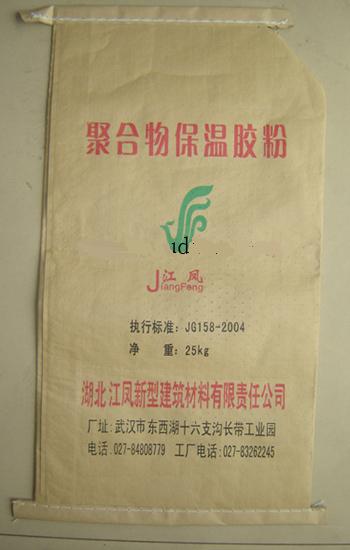 聚合物保温胶粉
id
江凤
JiangFeng
执行标准：JG158-2004
净 重：25kg
湖北江凤新型建筑材料有限责任公司
厂址：武汉市东西湖十六支沟长带工业园
电话.027-84808779 工厂电话:027-83262245